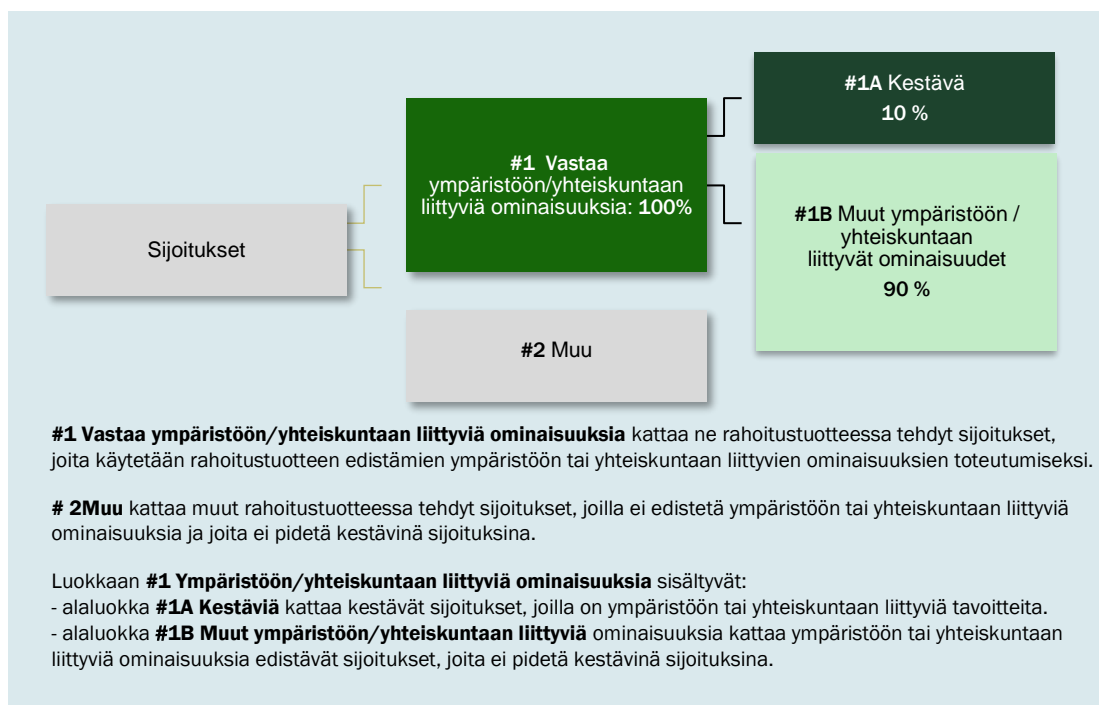 #1A Kestävä
10 %
#1 Vastaa
ympäristöön/yhteiskuntaan
liittyviä ominaisuuksia: 100%
#1B Muut ympäristöön /
yhteiskuntaan
liittyvät ominaisuudet
90 %
Sijoitukset
#2 Muu
#1 Vastaa ympäristöön/yhteiskuntaan liittyviä ominaisuuksia kattaa ne rahoitustuotteessa tehdyt sijoitukset,
joita käytetään rahoitustuotteen edistämien ympäristöön tai yhteiskuntaan liittyvien ominaisuuksien toteutumiseksi.
# 2Muu kattaa muut rahoitustuotteessa tehdyt sijoitukset, joilla ei edistetä ympäristöön tai yhteiskuntaan liittyviä
ominaisuuksia ja joita ei pidetä kestävinä sijoituksina.
Luokkaan #1 Ympäristöön/yhteiskuntaan liittyviä ominaisuuksia sisältyvät:
- alaluokka #1A Kestäviä kattaa kestävät sijoitukset, joilla on ympäristöön tai yhteiskuntaan liittyviä tavoitteita.
- alaluokka #1B Muut ympäristöön/yhteiskuntaan liittyviä ominaisuuksia kattaa ympäristöön tai yhteiskuntaan
liittyviä ominaisuuksia edistävät sijoitukset, joita ei pidetä kestävinä sijoituksina.